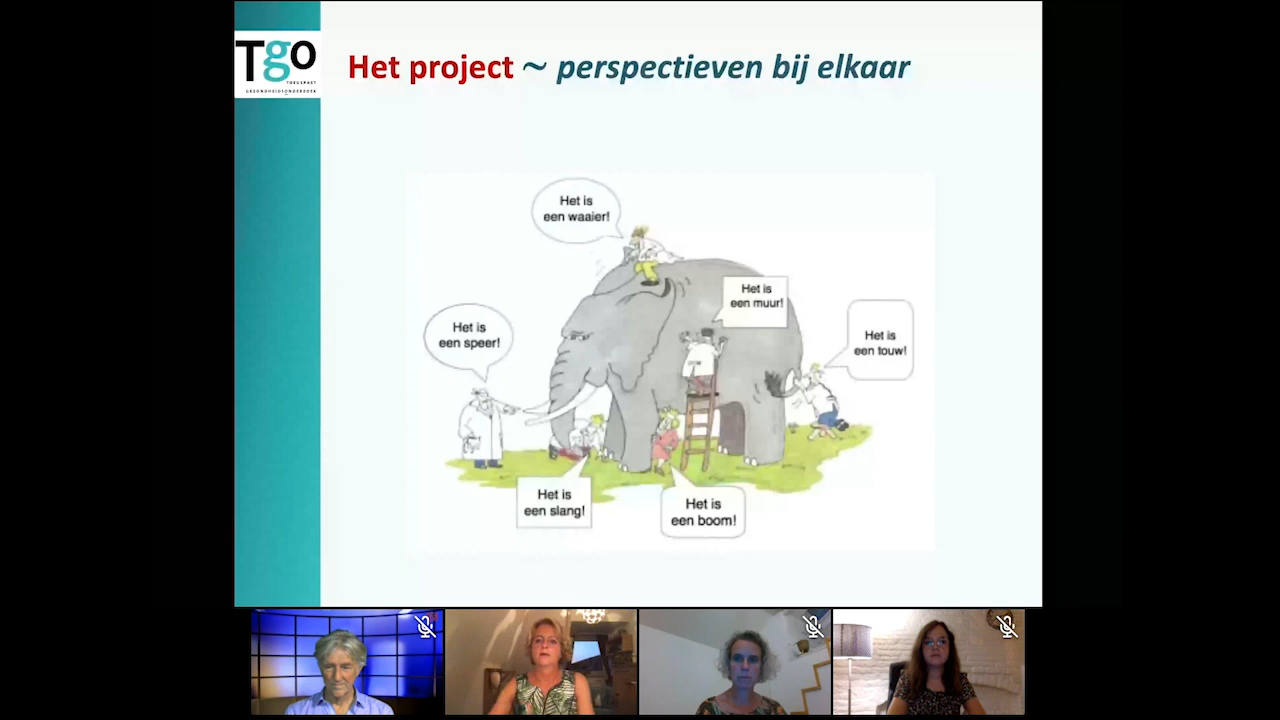 Tgo
TOEGEPAST
GEZONDHEIDSONDERZOEK
Het project ~ perspectieven bij elkaar
Het is
een waaier!
Het is
een muur!
Het is
een speer!
Het is
een touw!
Het is
een slang!
Het is
een boom!